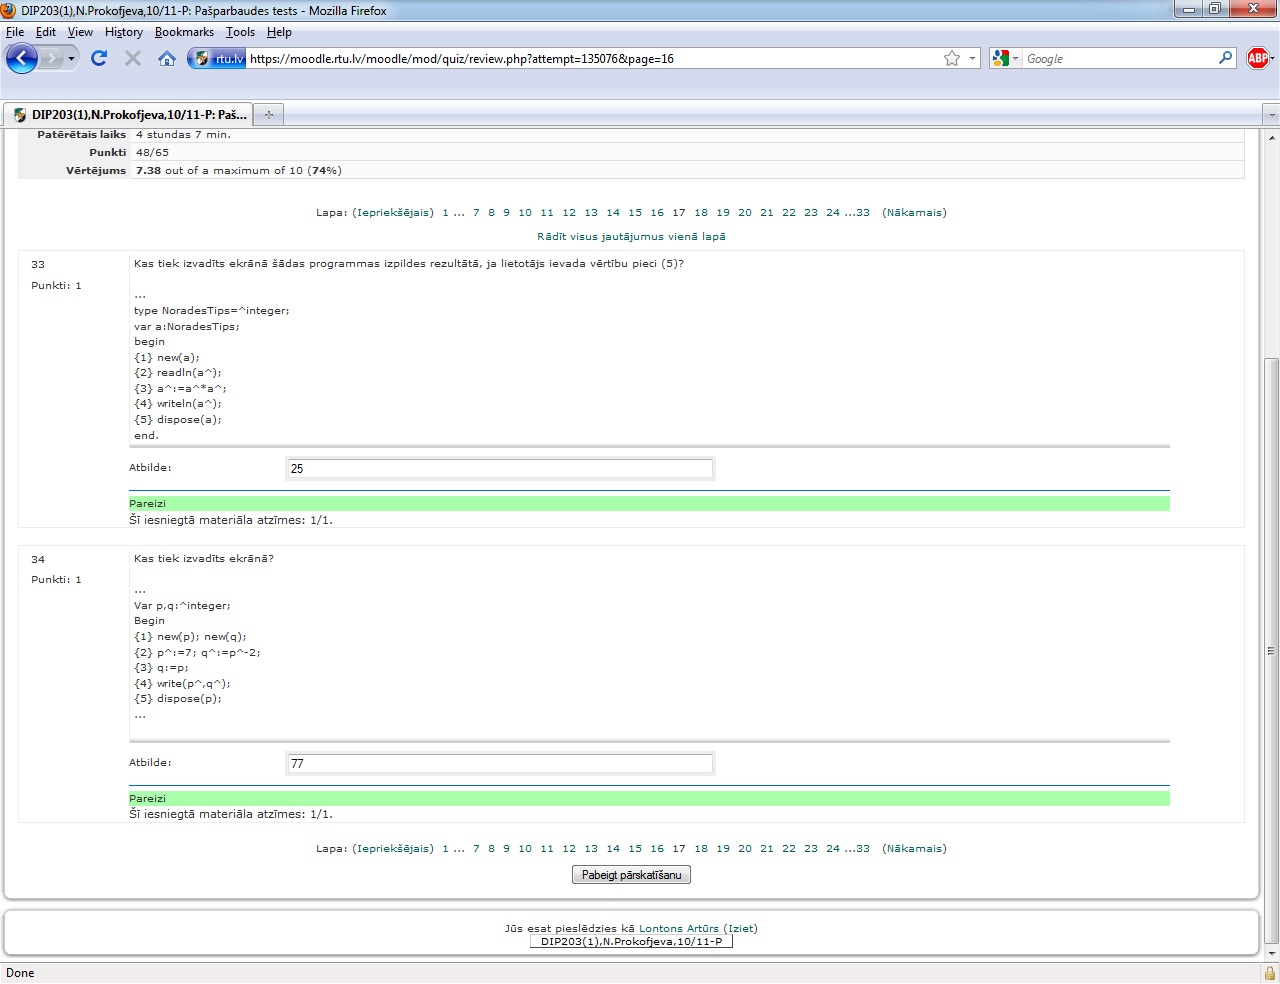 DIP203(1),N.Prokofjeva,10/11-P: Pašparbaudes tests - Mozilla Firefox
File Edit View History Bookmarks Tools Help
rtu.lv https://moodle.rtu.lv/moodle/mod/quiz/review.php?attempt=135076&page=16 Google ABP
DIP203(1),N.Prokofjeva,10/11-P: Paš...
Patērētais laiks 4 stundas 7 min.
Punkti 48/65
Vērtējums 7.38 out of a maximum of 10 (74%)
Lapa: (Iepriekšējais) 1 ... 7 8 9 10 11 12 13 14 15 16 17 18 19 20 21 22 23 24 ...33 (Nākamais)
Rādīt visus jautājumus vienā lapā
33 Kas tiek izvadīts ekrānā šādas programmas izpildes rezultātā, ja lietotājs ievada vērtību pieci (5)?
Punkti: 1
...
type NoradesTips=^integer;
var a:NoradesTips;
begin
{1} new(a);
{2} readln(a^);
{3} a^:=a^*a^;
{4} writeln(a^);
{5} dispose(a);
end.
Atbilde: 25
Pareizi
Šī iesniegtā materiāla atzīmes: 1/1.
34 Kas tiek izvadīts ekrānā?
Punkti: 1
...
Var p,q:^integer;
Begin
{1} new(p); new(q);
{2} p^:=7; q^:=p^-2;
{3} q:=p;
{4} write(p^,q^);
{5} dispose(p);
...
Atbilde: 77
Pareizi
Šī iesniegtā materiāla atzīmes: 1/1.
Lapa: (Iepriekšējais) 1 ... 7 8 9 10 11 12 13 14 15 16 17 18 19 20 21 22 23 24 ...33 (Nākamais)
Pabeigt pārskatīšanu
Jūs esat pieslēdzies kā Lontons Artūrs (Iziet)
DIP203(1),N.Prokofjeva,10/11-P
Done